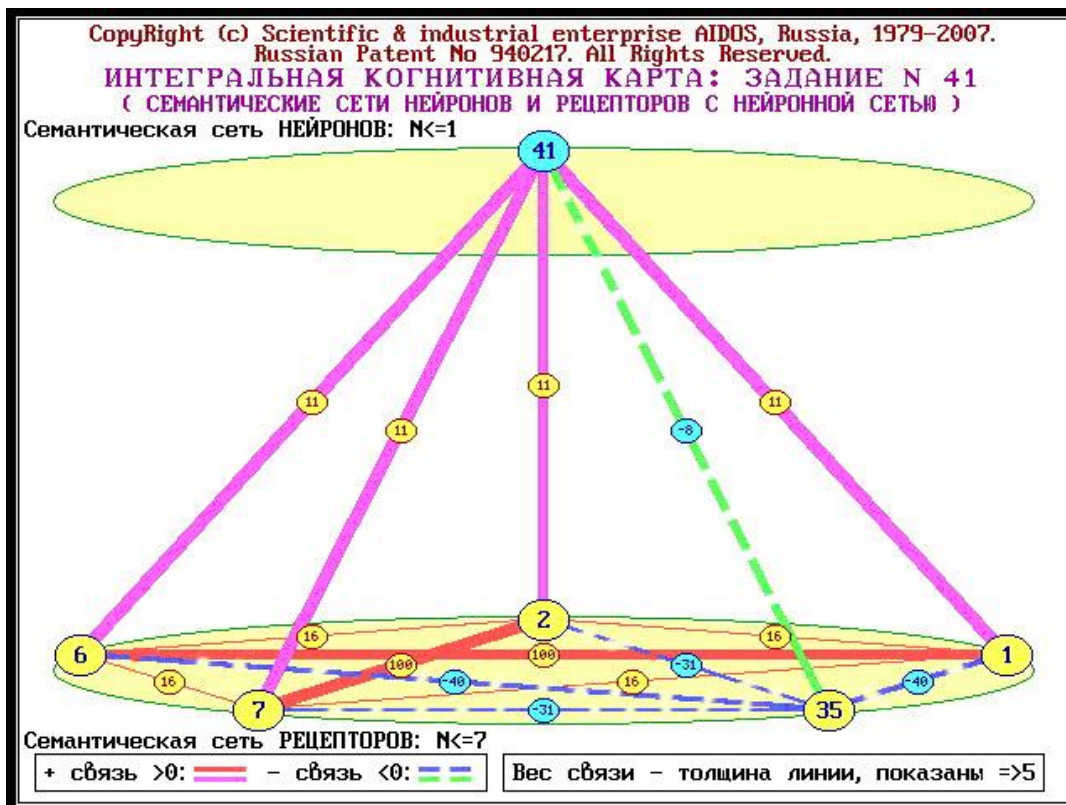 CopyRight (c) Scientific & industrial enterprise AIDOS, Russia, 1979-2007.
Russian Patent No 940217. All Rights Reserved.
ИНТЕГРАЛЬНАЯ КОГНИТИВНАЯ КАРТА: ЗАДАНИЕ N 41
( СЕМАНТИЧЕСКИЕ СЕТИ НЕЙРОНОВ И РЕЦЕПТОРОВ С НЕЙРОННОЙ СЕТЬЮ )
Семантическая сеть НЕЙРОНОВ: N<=1
41
11
11
11
-8
11
2
16
16
6
100
100
-31
1
16
-40
16
-40
7
-31
35
Семантическая сеть РЕЦЕПТОРОВ: N<=7
+ связь >0: - связь <0:
Вес связи - толщина линии, показаны =>5